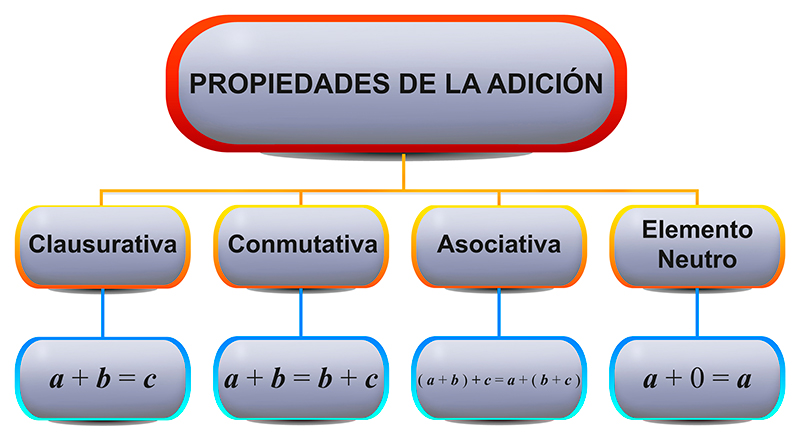 PROPIEDADES DE LA ADICIÓN
Clausurativa
Conmutativa
Asociativa
Elemento
Neutro
a + b = c
a + b = b + c
( a + b ) + c = a + ( b + c )
a + 0 = a